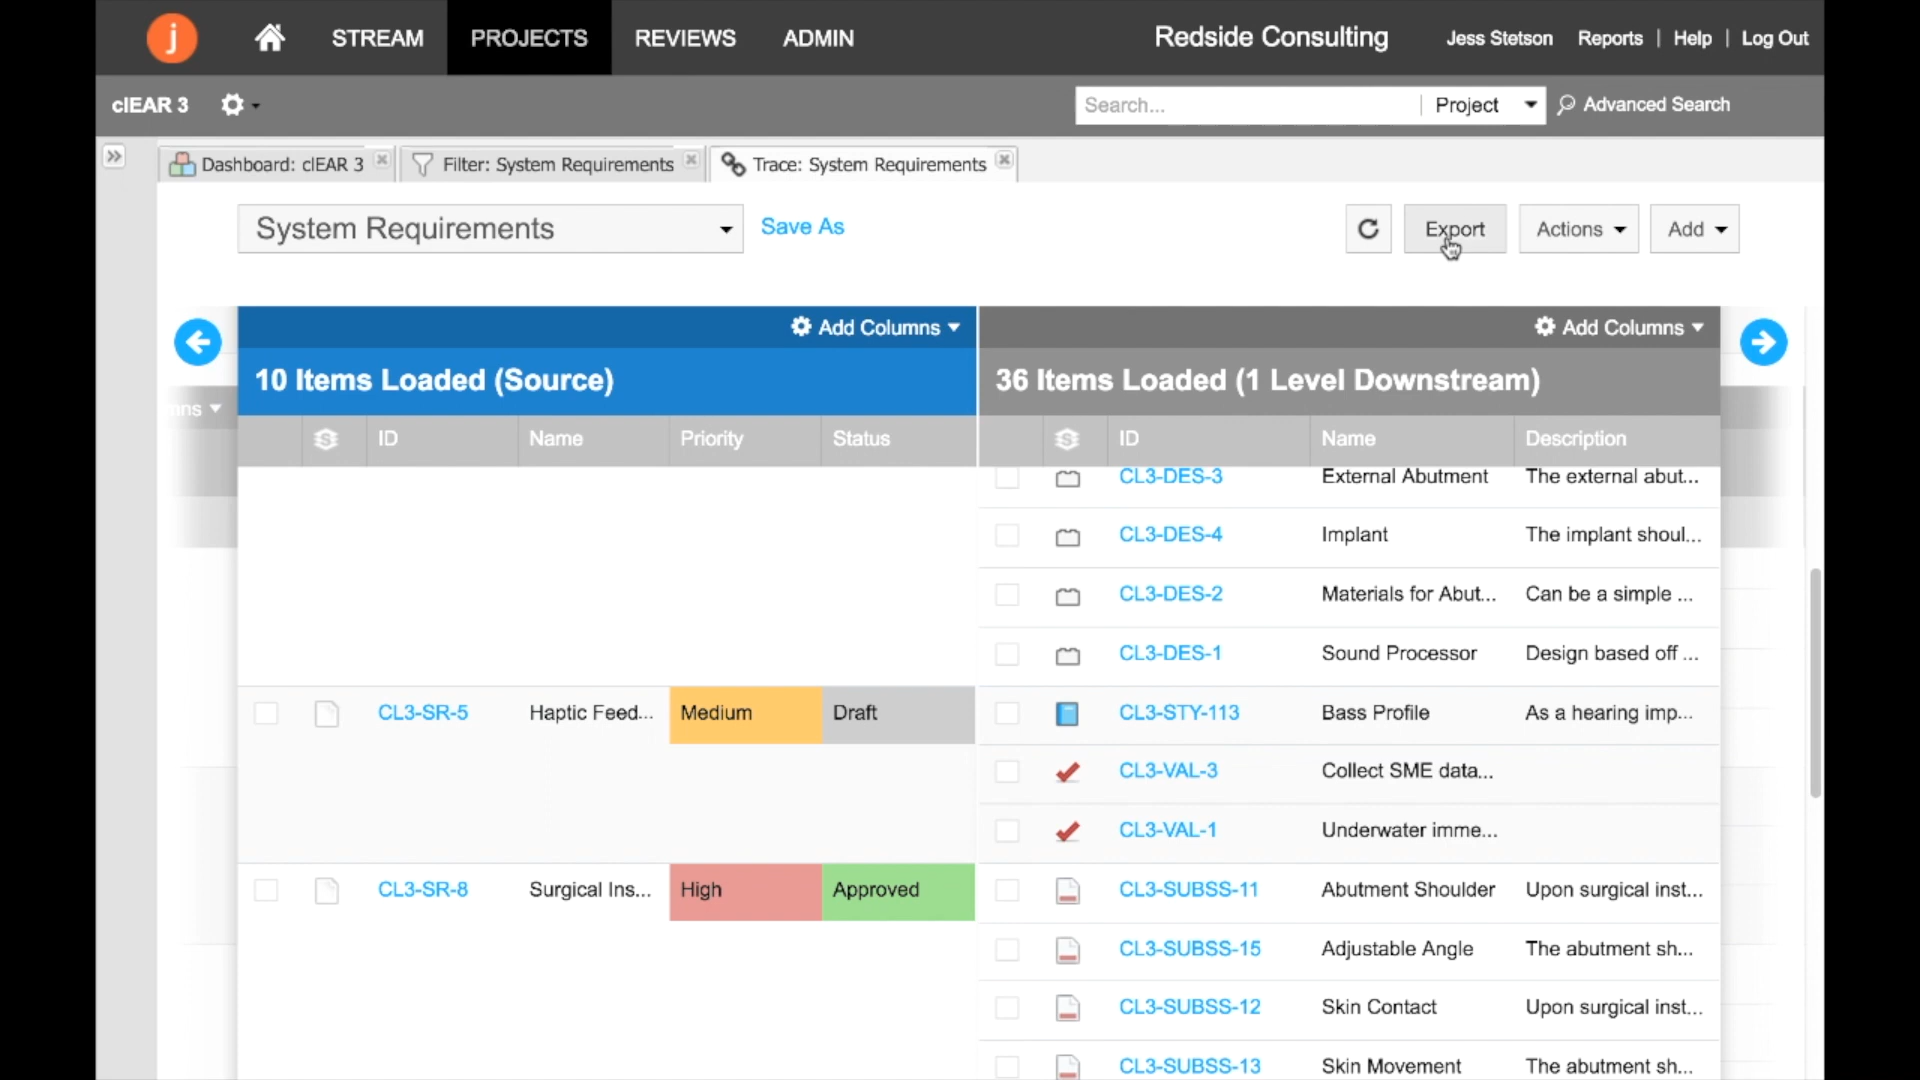 j STREAM PROJECTS REVIEWS ADMIN Redside Consulting Jess Stetson Reports | Help | Log Out
clEAR 3 Search... Project Advanced Search
Dashboard: clEAR 3 Filter: System Requirements Trace: System Requirements
System Requirements Save As Export Actions Add
Add Columns Add Columns
10 Items Loaded (Source) 36 Items Loaded (1 Level Downstream)
mns
ID Name Priority Status ID Name Description
CL3-DES-3 External Abutment The external abut...
CL3-DES-4 Implant The implant shoul...
CL3-DES-2 Materials for Abut... Can be a simple ...
CL3-DES-1 Sound Processor Design based off ...
CL3-SR-5 Haptic Feed... Medium Draft CL3-STY-113 Bass Profile As a hearing imp...
CL3-VAL-3 Collect SME data...
CL3-VAL-1 Underwater imme...
CL3-SR-8 Surgical Ins... High Approved CL3-SUBSS-11 Abutment Shoulder Upon surgical inst...
CL3-SUBSS-15 Adjustable Angle The abutment sh...
CL3-SUBSS-12 Skin Contact Upon surgical inst...
CL3-SUBSS-13 Skin Movement The abutment sh...